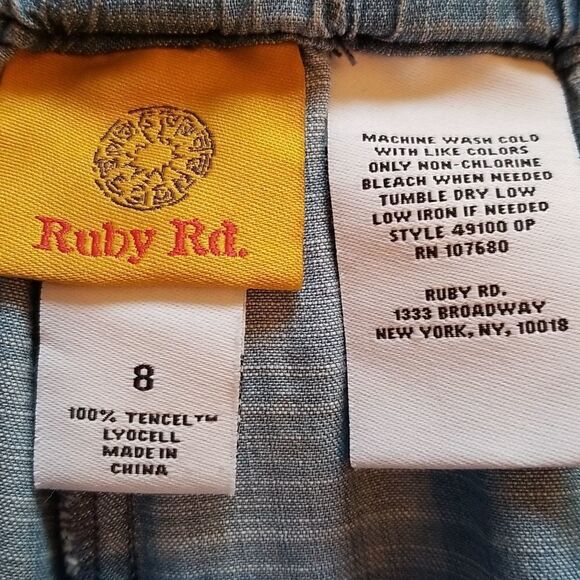 Ruby Rd.
8
100% TENCEL™
LYOCELL
MADE IN
CHINA
MACHINE WASH COLD
WITH LIKE COLORS
ONLY NON-CHLORINE
BLEACH WHEN NEEDED
TUMBLE DRY LOW
LOW IRON IF NEEDED
STYLE 49100 OP
RN 107680
RUBY RD.
1333 BROADWAY
NEW YORK, NY, 10018